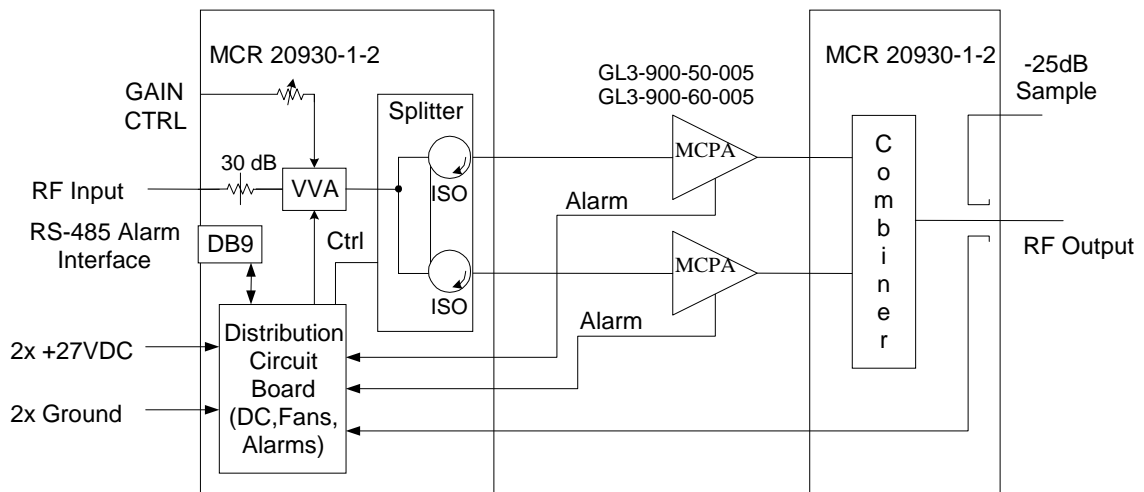 MCR 20930-1-2
GAIN
CTRL
30 dB
RF Input
VVA
RS-485 Alarm
Interface
DB9
Ctrl
Splitter
ISO
ISO
Distribution
Circuit
Board
(DC,Fans,
Alarms)
2x +27VDC
2x Ground
GL3-900-50-005
GL3-900-60-005
MCPA
Alarm
MCPA
Alarm
MCR 20930-1-2
C
o
m
b
i
n
e
r
-25dB
Sample
RF Output